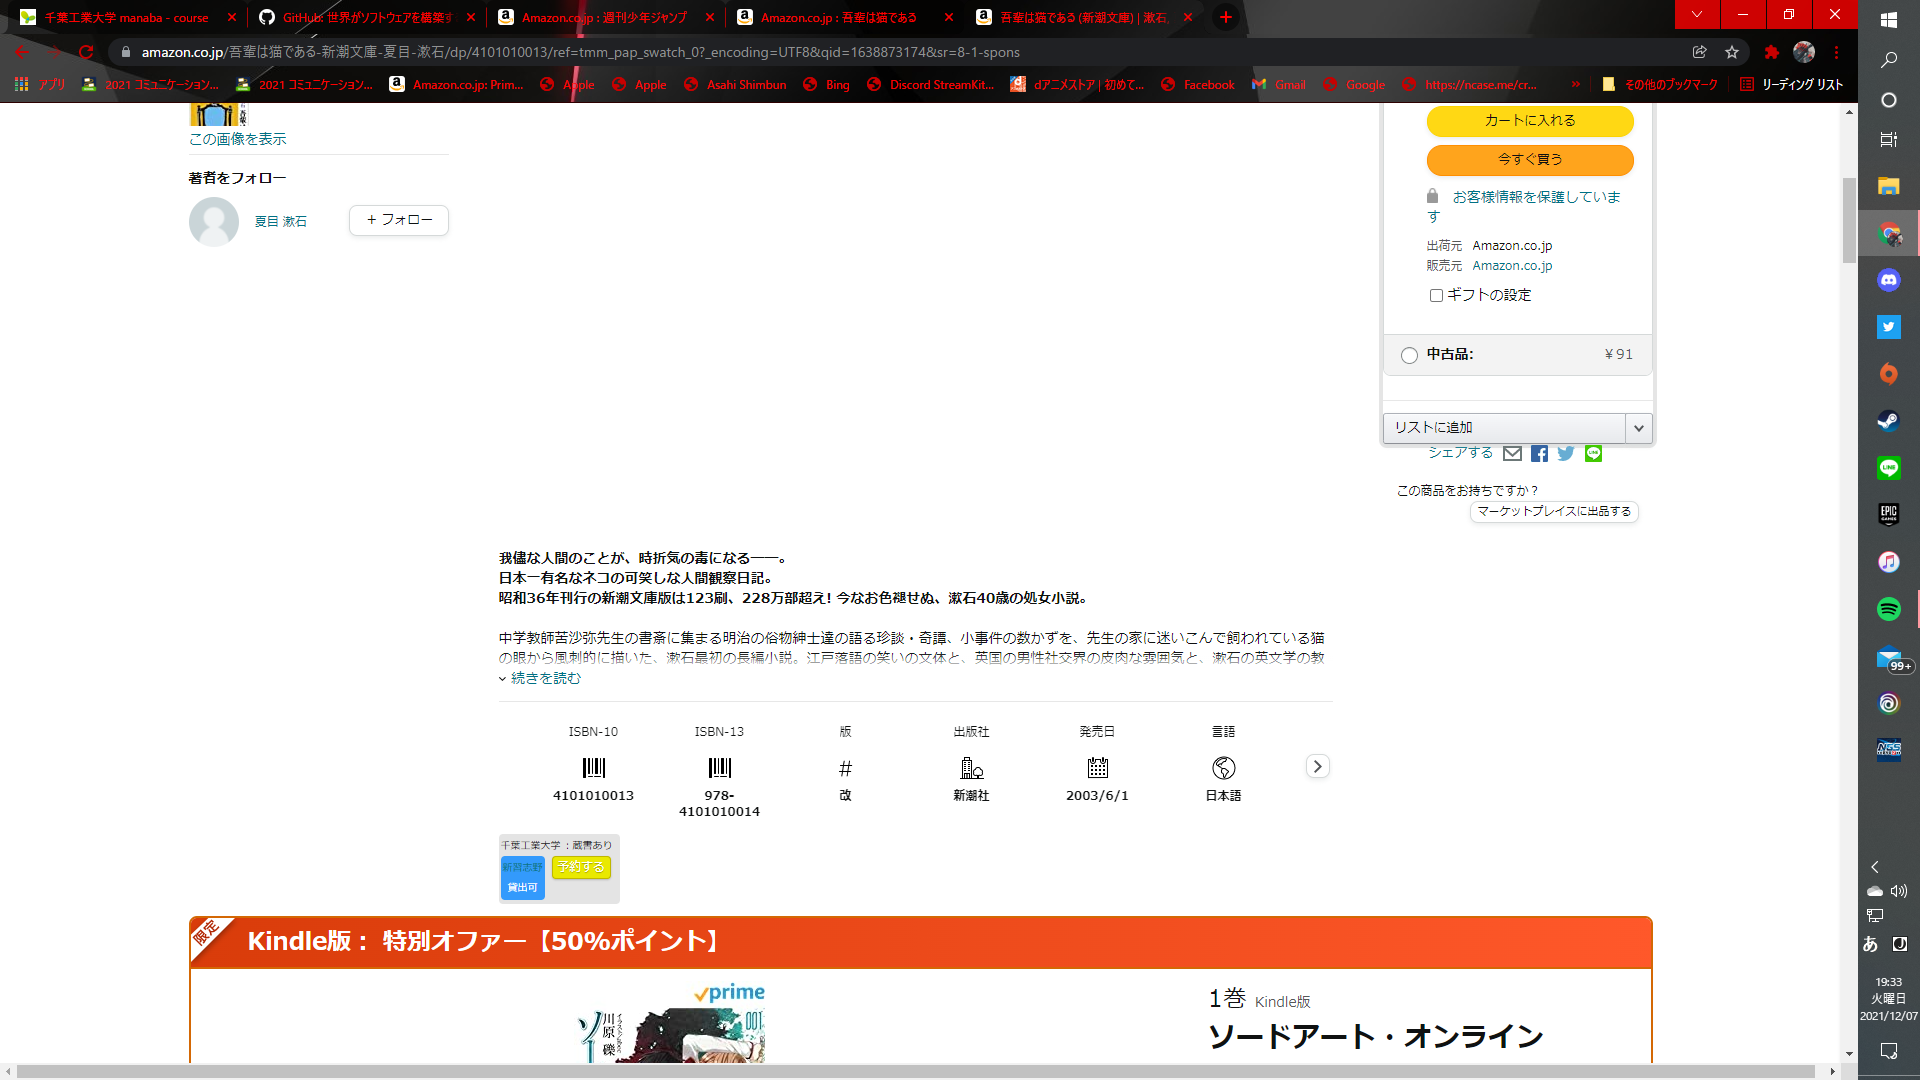 千葉工業大学 manaba - course
GitHub: 世界がソフトウェアを構築す
Amazon.co.jp : 週刊少年ジャンプ
Amazon.co.jp : 吾輩は猫である
吾輩は猫である (新潮文庫) | 漱石,
amazon.co.jp/吾輩は猫である-新潮文庫-夏目-漱石/dp/4101010013/ref=tmm_pap_swatch_0?_encoding=UTF8&qid=1638873174&sr=8-1-spons
アプリ
2021 コミュニケーション...
2021 コミュニケーション...
Amazon.co.jp: Prim...
Apple
Apple
Asahi Shimbun
Bing
Discord StreamKit...
dアニメストア | 初めて...
Facebook
Gmail
Google
https://ncase.me/cr...
»
その他のブックマーク
リーディング リスト
この画像を表示
著者をフォロー
夏目 漱石
+ フォロー
カートに入れる
今すぐ買う
お客様情報を保護していま
す
出荷元 Amazon.co.jp
販売元 Amazon.co.jp
ギフトの設定
中古品: ￥91
リストに追加
シェアする
この商品をお持ちですか？
マーケットプレイスに出品する
我儘な人間のことが、時折気の毒になる――。
日本一有名なネコの可笑しな人間観察日記。
昭和36年刊行の新潮文庫版は123刷、228万部超え! 今なお色褪せぬ、漱石40歳の処女小説。
中学教師苦沙弥先生の書斎に集まる明治の俗物紳士達の語る珍談・奇譚、小事件の数かずを、先生の家に迷いこんで飼われている猫
の眼から風刺的に描いた、漱石最初の長編小説。江戸落語の笑いの文体と、英国の男性社交界の皮肉な雰囲気と、漱石の英文学の教
続きを読む
ISBN-10
ISBN-13
版
出版社
発売日
言語
#
4101010013
978-
4101010014
改
新潮社
2003/6/1
日本語
千葉工業大学 : 蔵書あり
新習志野
貸出可
予約する
限定
Kindle版： 特別オファー【50%ポイント】
prime
川原 礫
ソー
001
1巻 Kindle版
ソードアート・オンライン
LINE
EPIC
GAMES
99+
NGS
あ
J
19:33
火曜日
2021/12/07